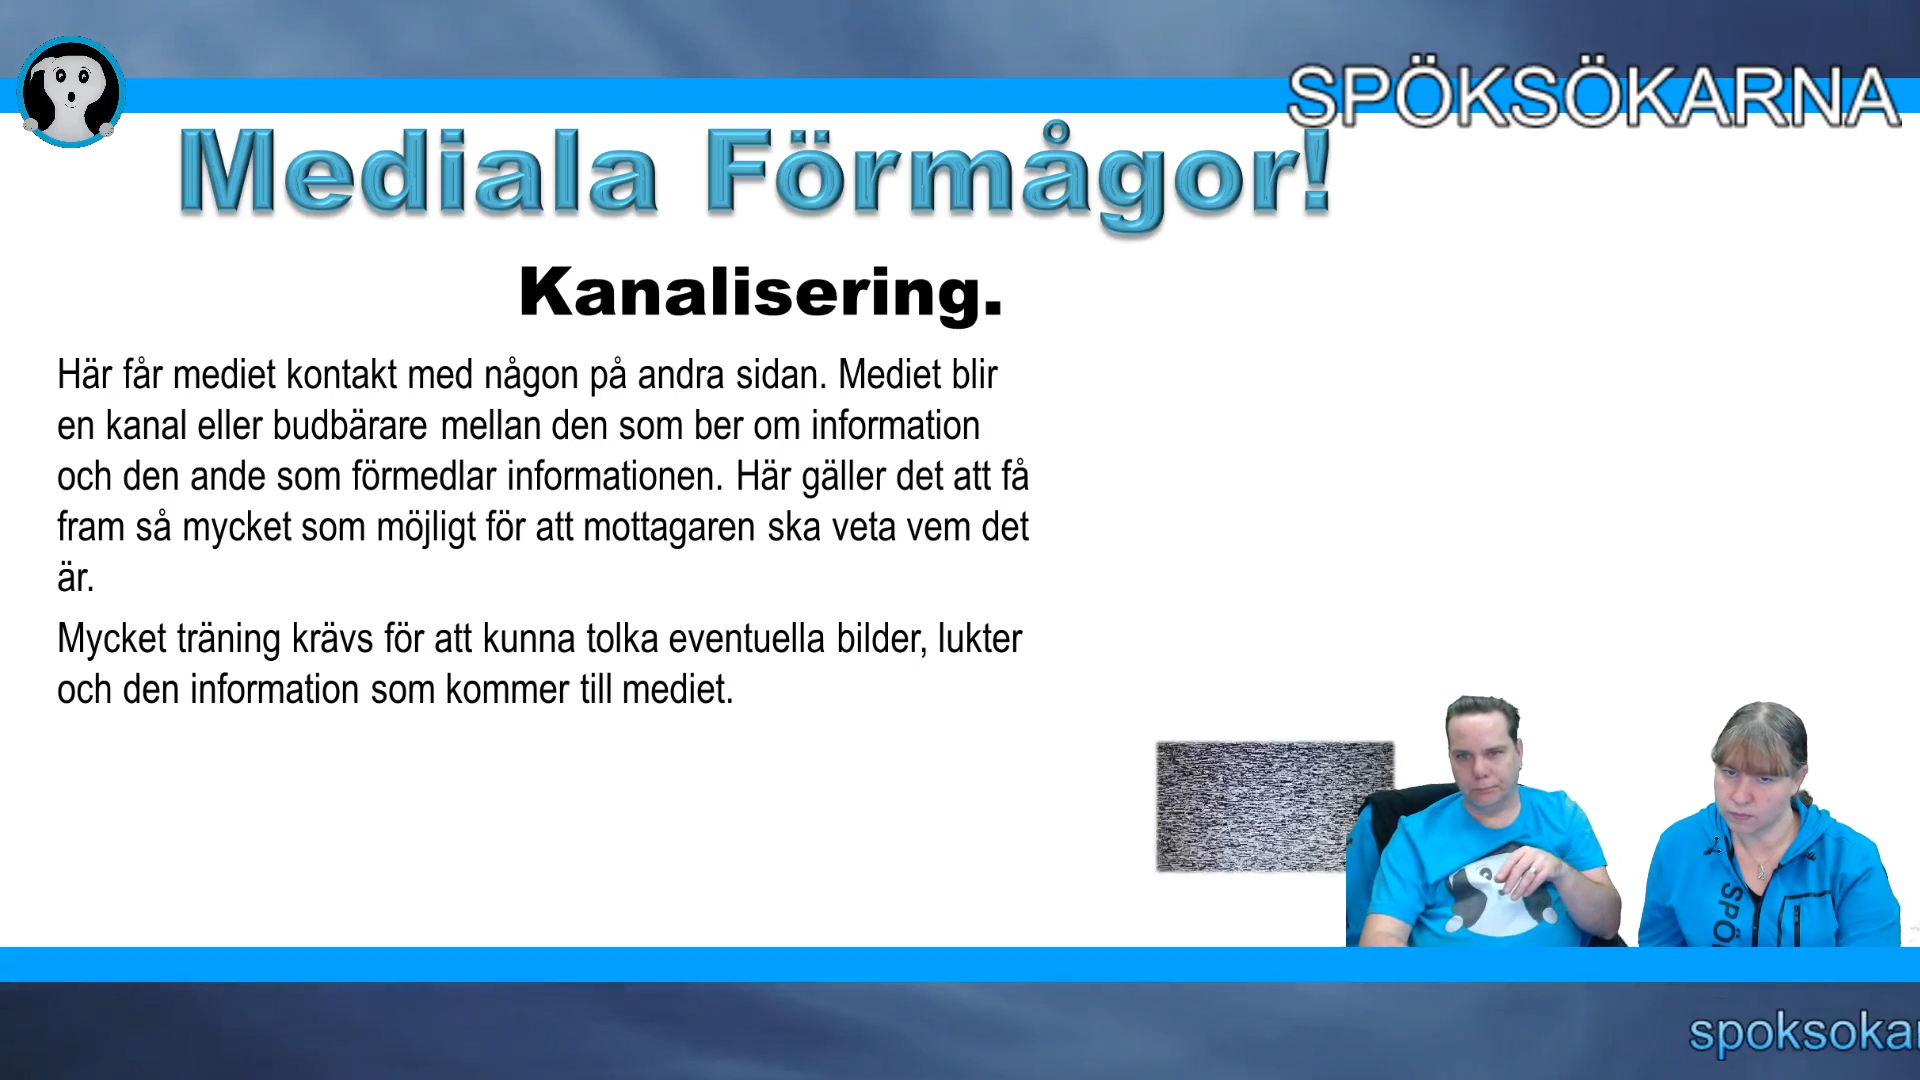 SPÖKSÖKARNA
Mediala Förmågor!
Kanalisering.
Här får mediet kontakt med någon på andra sidan. Mediet blir
en kanal eller budbärare mellan den som ber om information
och den ande som förmedlar informationen. Här gäller det att få
fram så mycket som möjligt för att mottagaren ska veta vem det
är.
Mycket träning krävs för att kunna tolka eventuella bilder, lukter
och den information som kommer till mediet.
SPÖ
spoksoka